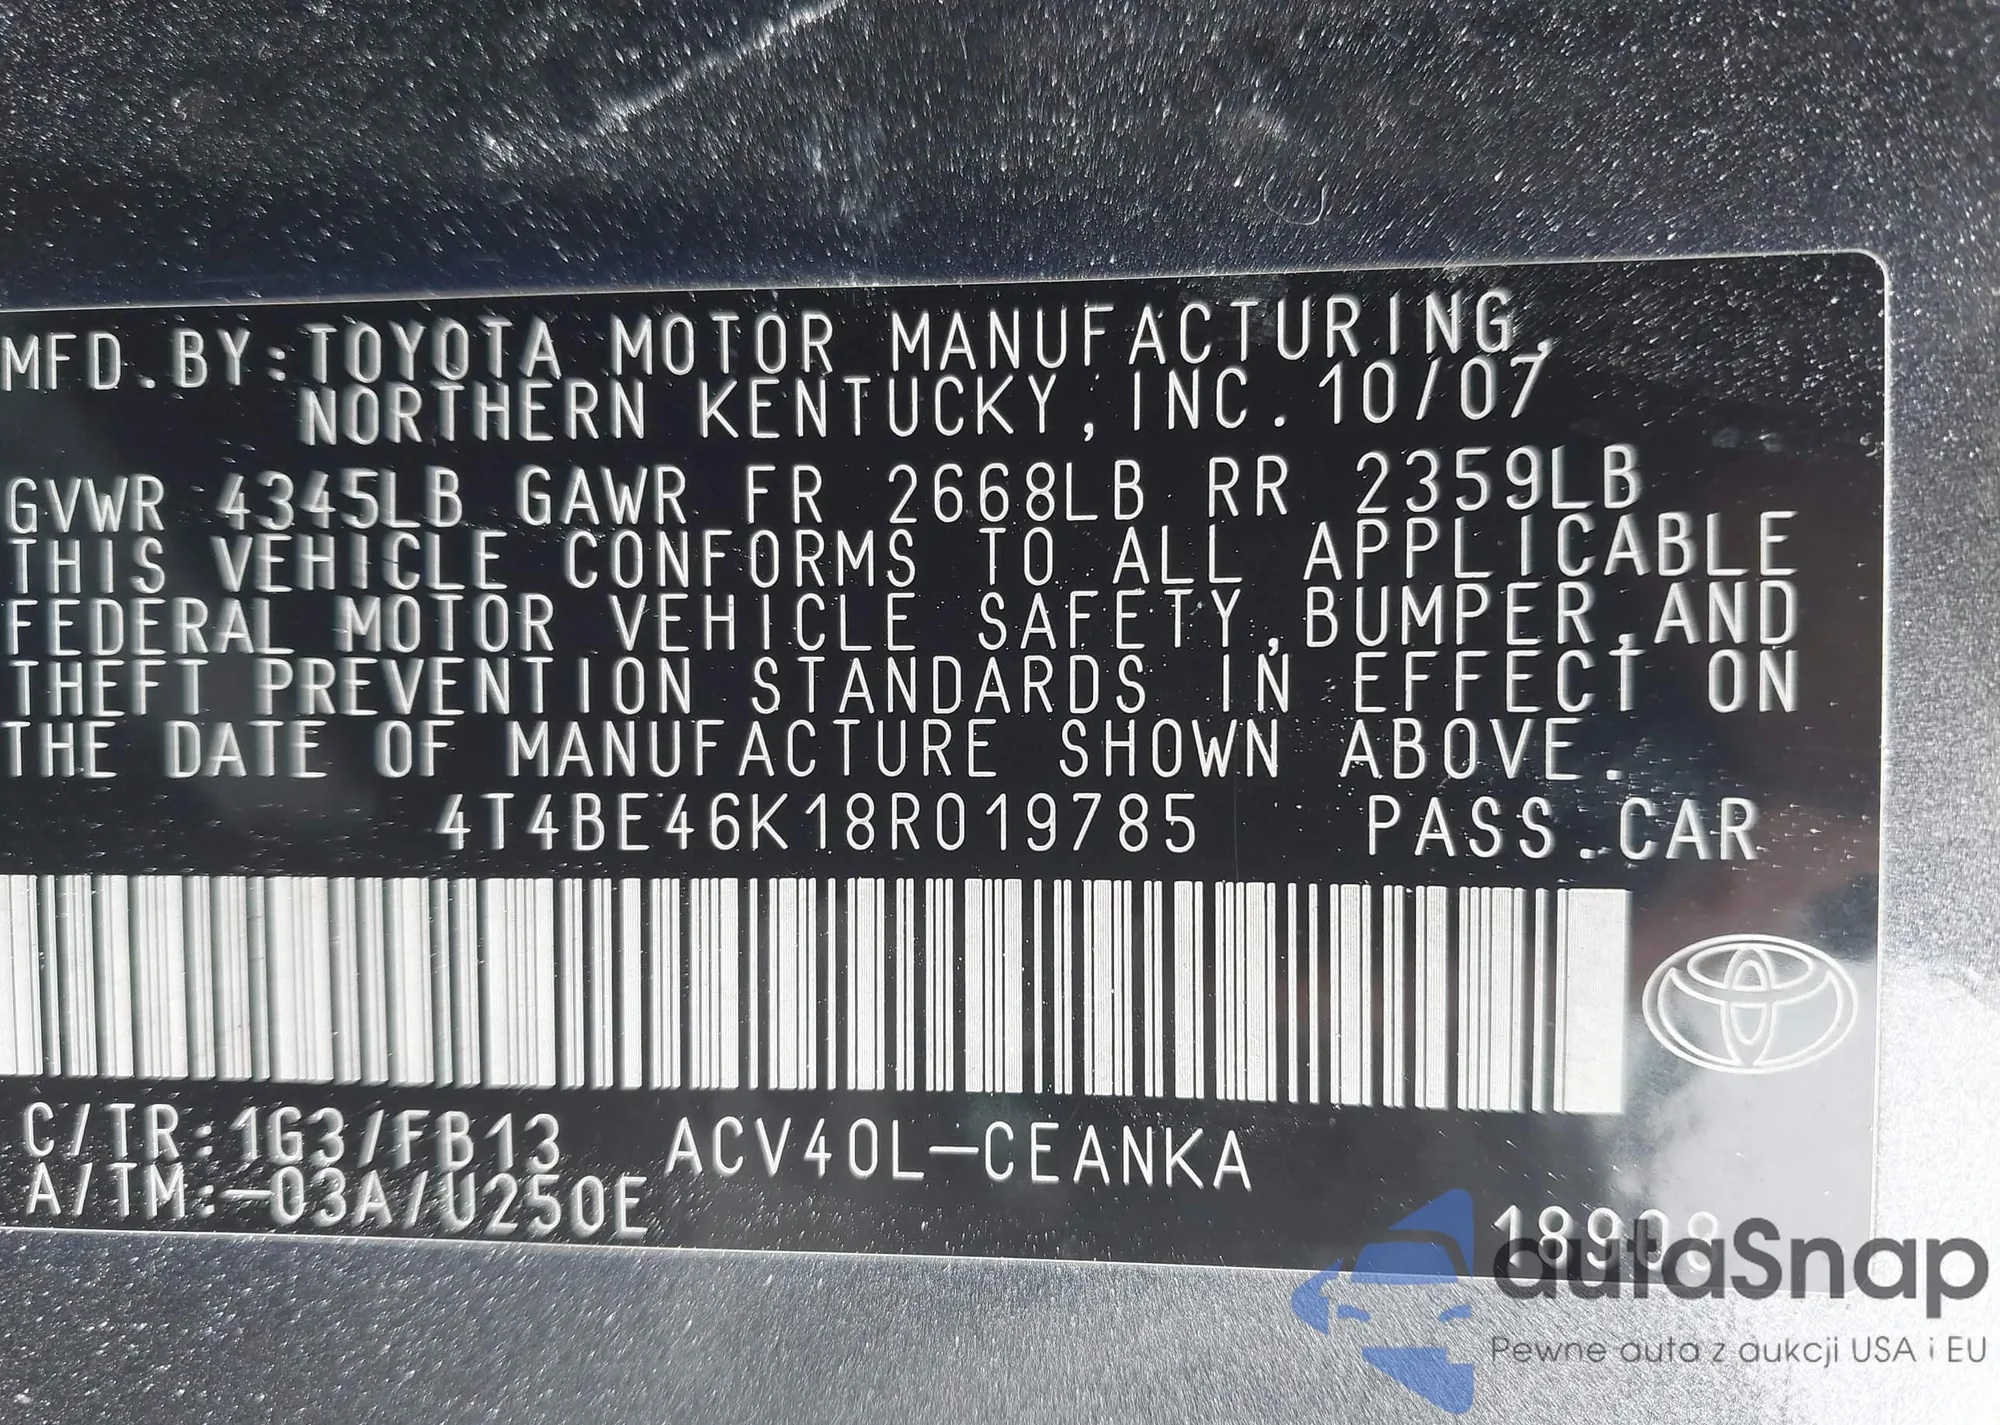 MFD.BY:TOYOTA MOTOR MANUFACTURING,
NORTHERN KENTUCKY, INC. 10/07
GVWR 4345LB GAWR FR 2668LB RR 2359LB
THIS VEHICLE CONFORMS TO ALL APPLICABLE
FEDERAL MOTOR VEHICLE SAFETY,BUMPER,AND
THEFT PREVENTION STANDARDS IN EFFECT ON
THE DATE OF MANUFACTURE SHOWN ABOVE.
4T4BE46K18R019785 PASS.CAR
C/TR:1G3/FB13 ACV40L-CEANKA
A/TM:-03A/U250E
autaSnap
Pewne auta z aukcji USA i EU